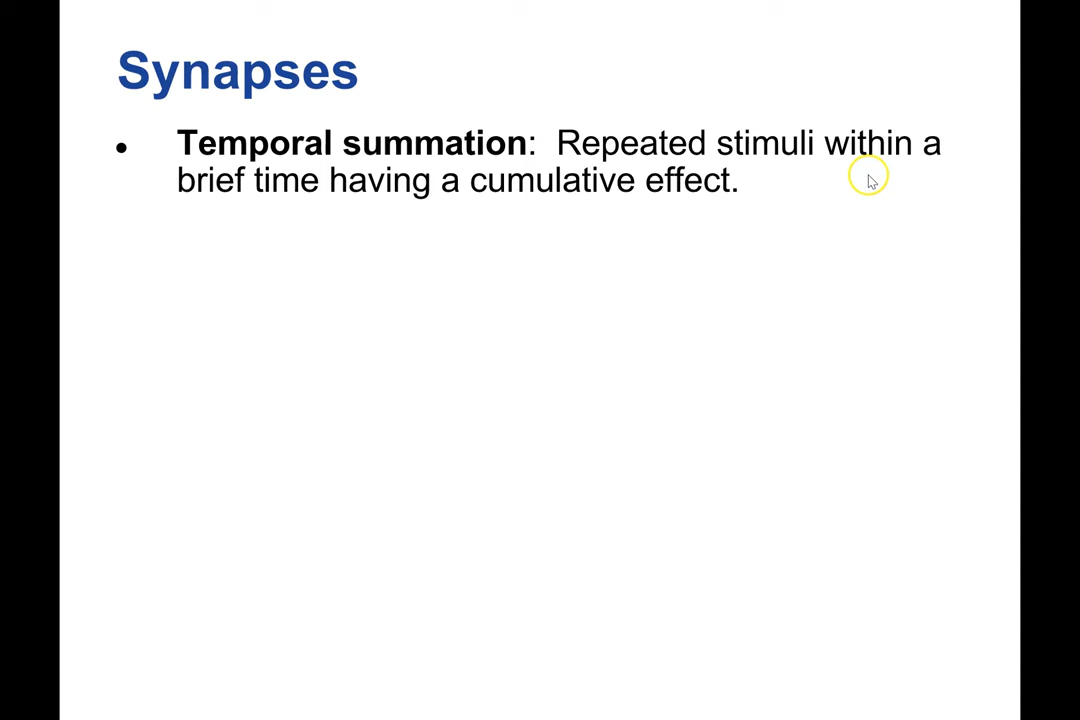 Synapses
• Temporal summation:  Repeated stimuli within a
brief time having a cumulative effect.